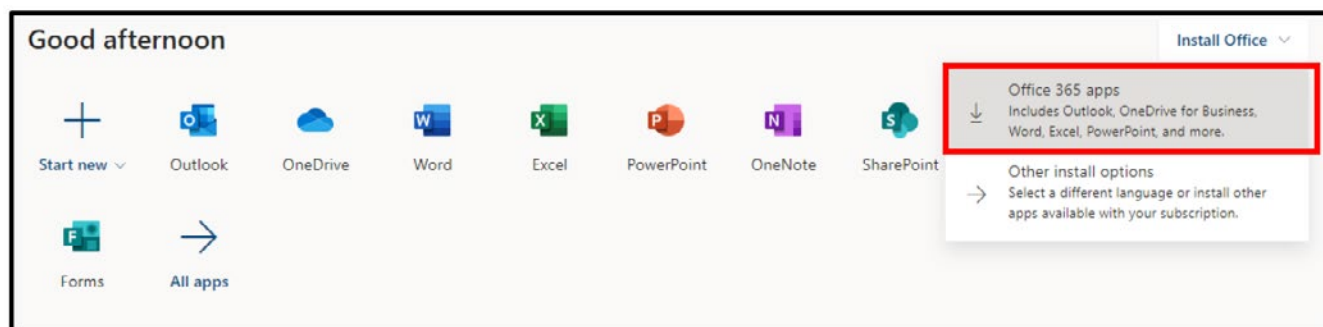 Good afternoon
Install Office
Office 365 apps
Includes Outlook, OneDrive for Business,
Word, Excel, PowerPoint, and more.
Other install options
Select a different language or install other
apps available with your subscription.
Start new
Outlook
OneDrive
Word
Excel
PowerPoint
OneNote
SharePoint
Forms
All apps